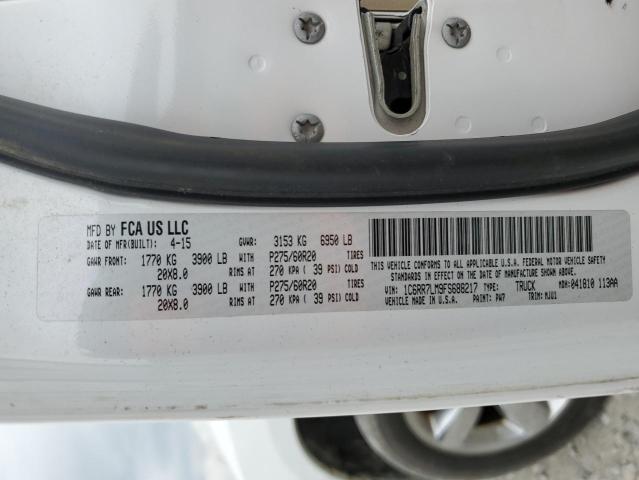 MFD BY FCA US LLC
DATE OF MFR(BUILT): 4-15 GVWR: 3153 KG 6950 LB
GAWR FRONT: 1770 KG 3900 LB WITH P275/60R20 TIRES
20X8.0 RIMS AT 270 KPA ( 39 PSI) COLD
GAWR REAR: 1770 KG 3900 LB WITH P275/60R20 TIRES
20X8.0 RIMS AT 270 KPA ( 39 PSI) COLD
THIS VEHICLE CONFORMS TO ALL APPLICABLE U.S.A. FEDERAL MOTOR VEHICLE SAFETY
STANDARDS IN EFFECT ON THE DATE OF MANUFACTURE SHOWN ABOVE.
VIN: 1C6RR7LM9FS688217 TYPE: TRUCK MDH: 041810 113AA
VEHICLE MADE IN U.S.A. PAINT: PW7 TRIM: MJU1